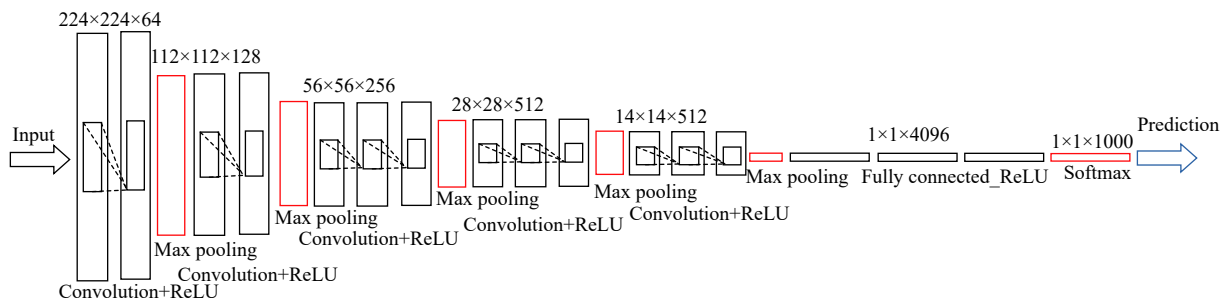 224×224×64
112×112×128
56×56×256
28×28×512
14×14×512
1×1×4096
1×1×1000
Prediction
Input
Max pooling
Fully connected_ReLU
Softmax
Max pooling
Convolution+ReLU
Max pooling
Convolution+ReLU
Max pooling
Convolution+ReLU
Max pooling
Convolution+ReLU
Convolution+ReLU